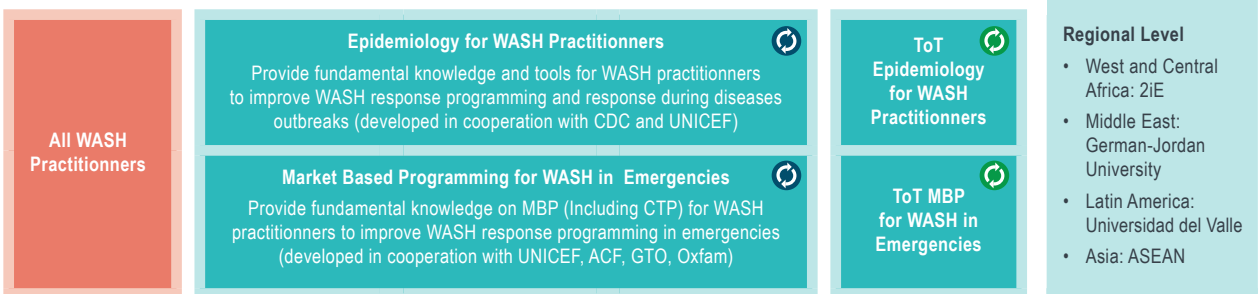 All WASH
Practitionners
Epidemiology for WASH Practitionners
Provide fundamental knowledge and tools for WASH practitionners
to improve WASH response programming and response during diseases
outbreaks (developed in cooperation with CDC and UNICEF)
Market Based Programming for WASH in Emergencies
Provide fundamental knowledge on MBP (Including CTP) for WASH
practitionners to improve WASH response programming in emergencies
(developed in cooperation with UNICEF, ACF, GTO, Oxfam)
ToT
Epidemiology
for WASH
Practitionners
ToT MBP
for WASH in
Emergencies
Regional Level
• West and Central
Africa: 2iE
• Middle East:
German-Jordan
University
• Latin America:
Universidad del Valle
• Asia: ASEAN